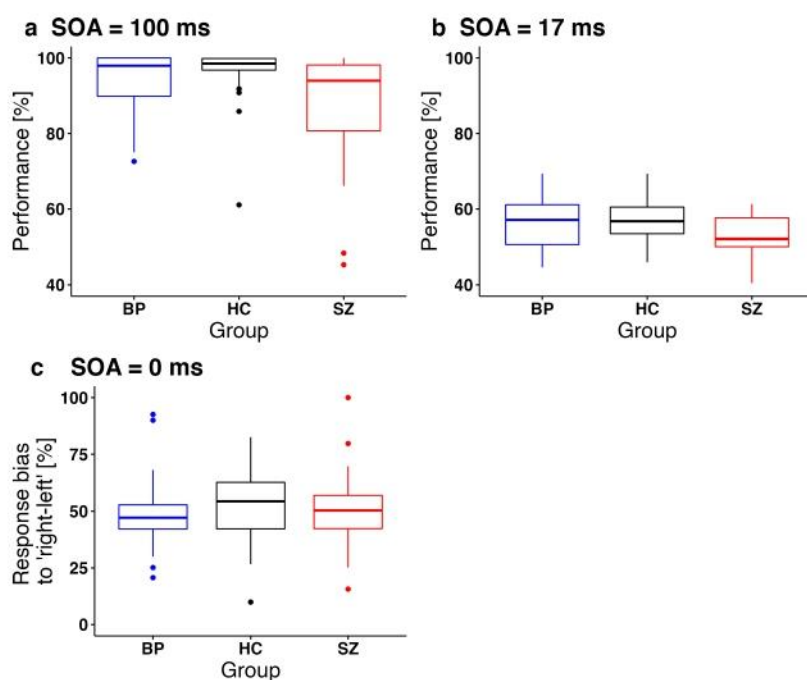 a SOA = 100 ms
Performance [%]
100
80
60
40
BP HC SZ
Group
b SOA = 17 ms
Performance [%]
100
80
60
40
BP HC SZ
Group
c SOA = 0 ms
Response bias
to 'right-left' [%]
100
75
50
25
0
BP HC SZ
Group